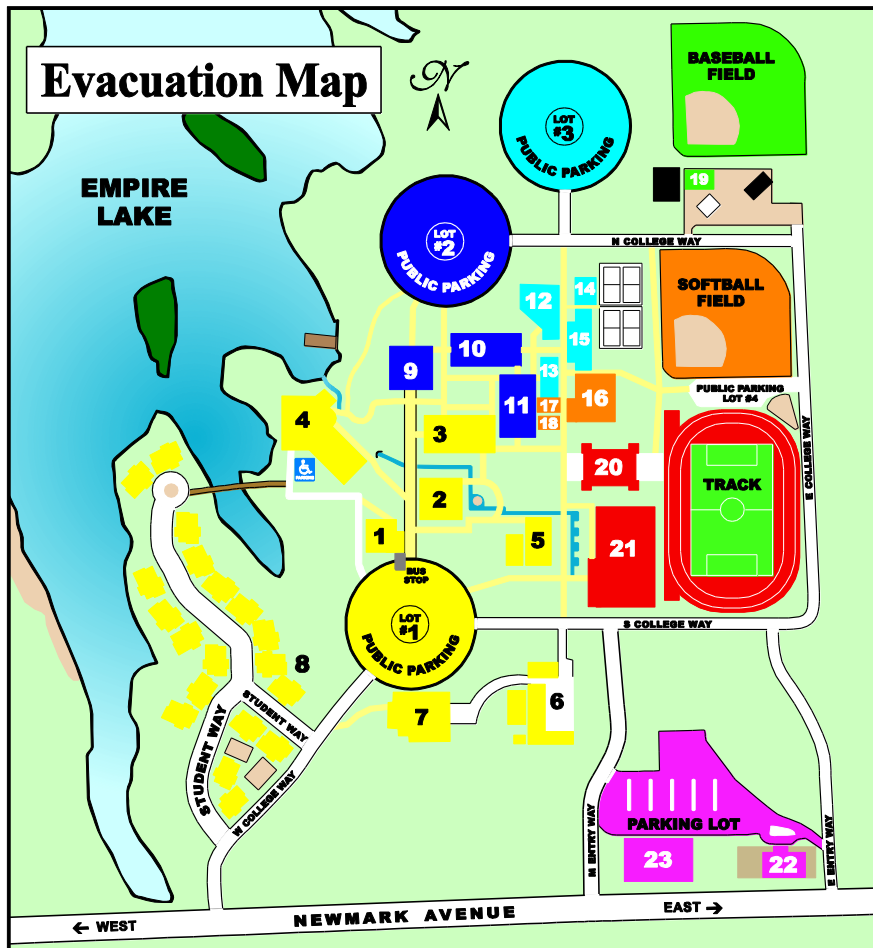 Evacuation Map
N
BASEBALL
FIELD
LOT
#3
PUBLIC PARKING
EMPIRE
LAKE
19
LOT
#2
PUBLIC PARKING
N COLLEGE WAY
SOFTBALL
FIELD
12
14
15
10
9
13
11
17
18
16
PUBLIC PARKING
LOT #4
E COLLEGE WAY
4
3
PARKING
20
TRACK
2
1
5
21
BUS
STOP
LOT
#1
PUBLIC PARKING
S COLLEGE WAY
8
6
7
STUDENT WAY
STUDENT WAY
W COLLEGE WAY
M ENTRY WAY
PARKING LOT
23
22
E ENTRY WAY
WEST
NEWMARK AVENUE
EAST